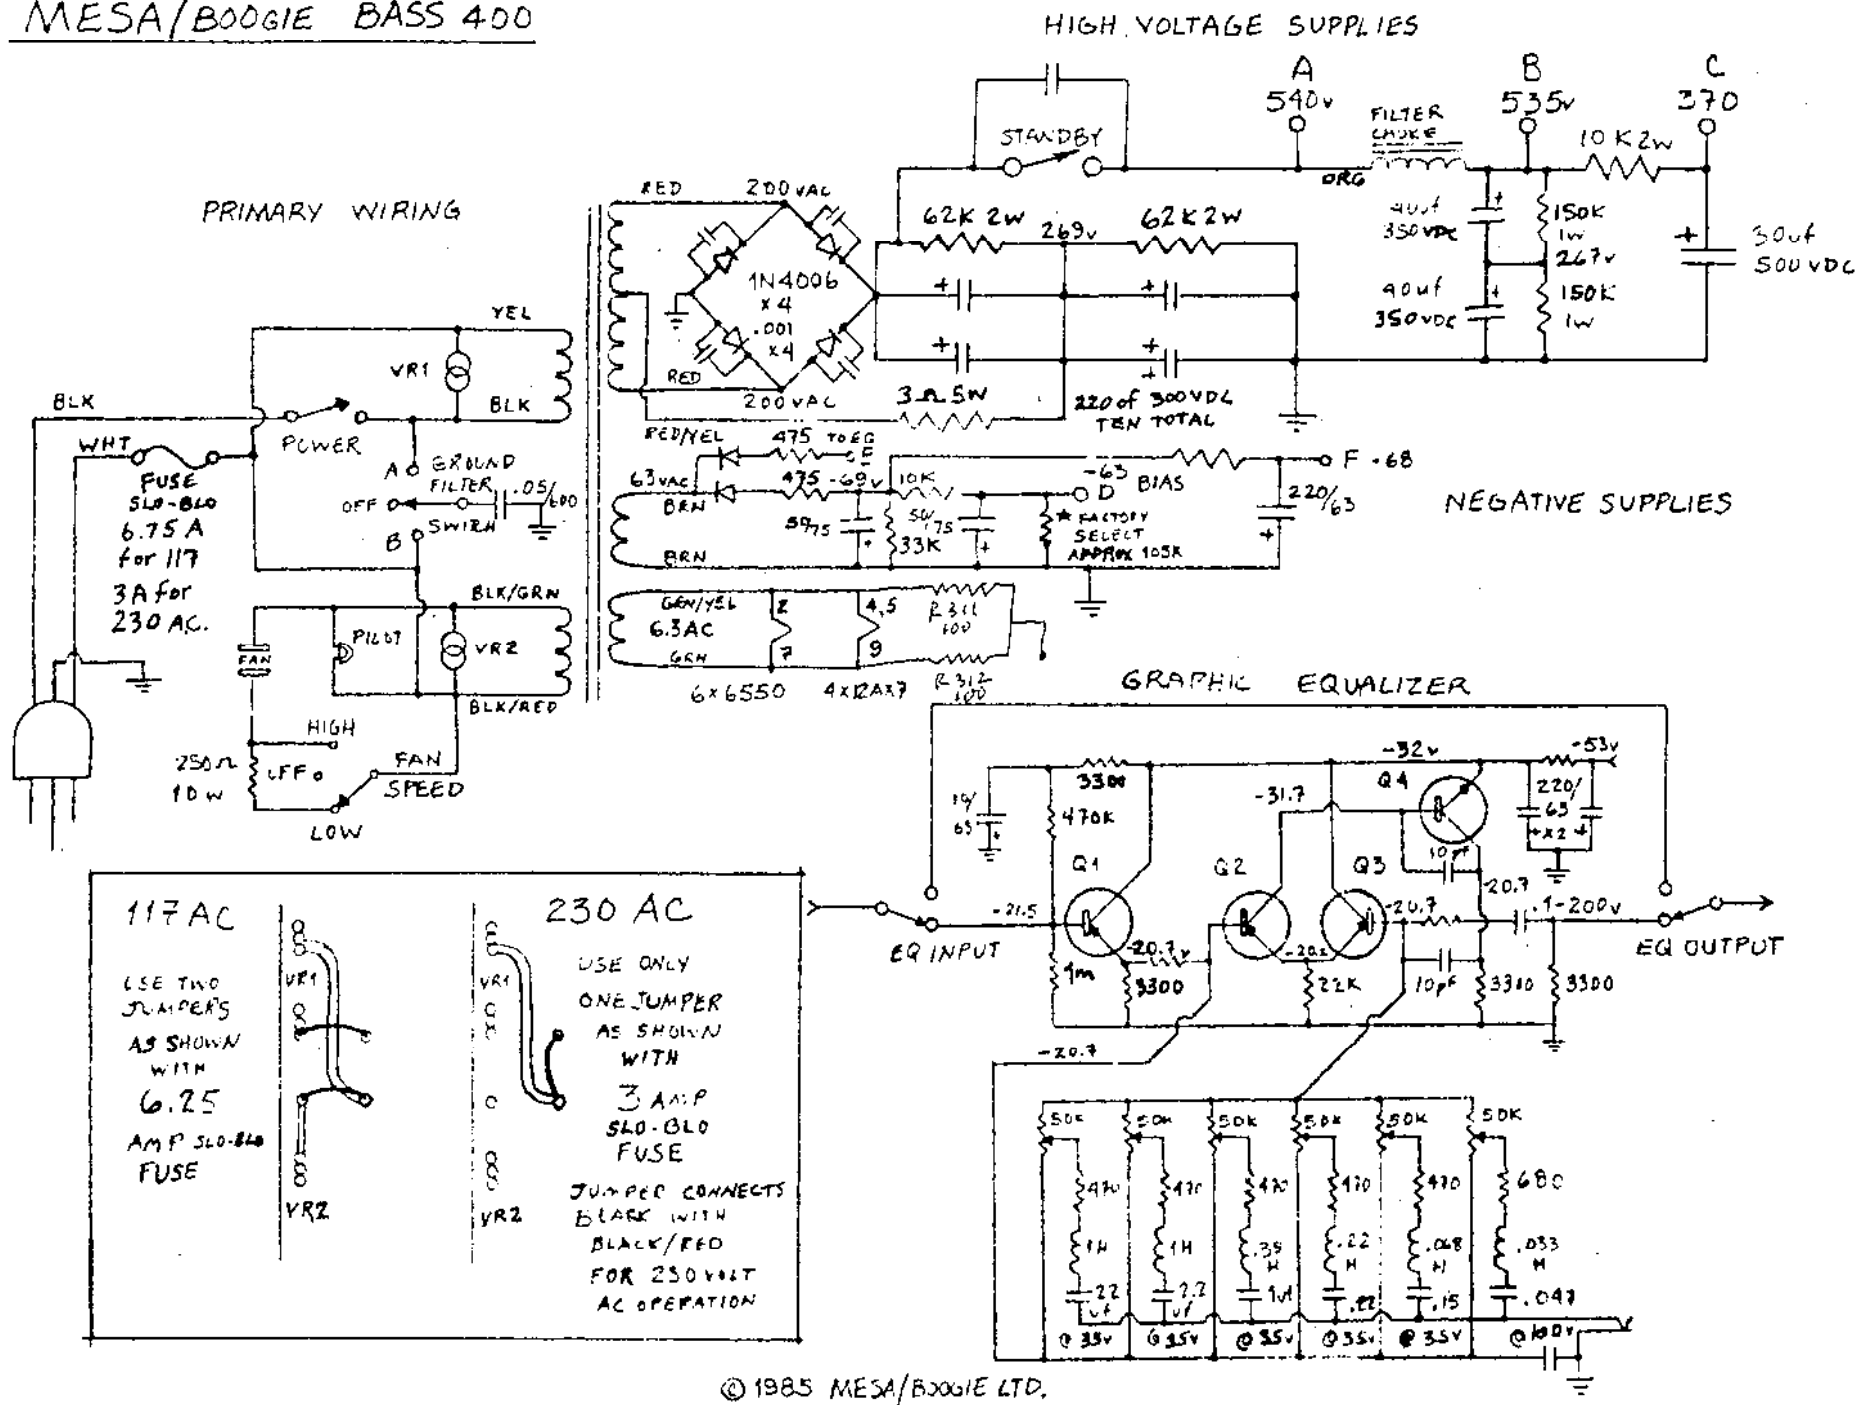 MESA/BOOGIE BASS 400
HIGH VOLTAGE SUPPLIES
A
540v
B
535v
C
370
FILTER
CHOKE
STANDBY
ORG
10K 2W
40uf
350VDC
150K
1W
267v
40uf
350VDC
150K
1W
30uf
500VDC
PRIMARY WIRING
RED
200VAC
1N4006
x4
.001
x4
RED
200VAC
62K 2W
269v
62K 2W
3Ω 5W
220 of 300VDC
TEN TOTAL
YEL
VR1
BLK
BLK
POWER
WHT
FUSE
SLO-BLO
6.75 A
for 117
3A for
230 AC.
A
GROUND
FILTER
OFF
SWITCH
B
.05/600
RED/YEL
475
TO EQ
F
63VAC
BRN
475
-69v
10K
-63
BIAS
D
F -68
50/75
33K
50/75
★ FACTORY
SELECT
APPROX 105K
220/63
BRN
NEGATIVE SUPPLIES
BLK/GRN
PILOT
VR2
FAN
BLK/RED
HIGH
250Ω
10W
OFF
FAN
SPEED
LOW
GRN/YEL
6.3AC
GRN
2
7
4,5
9
R311
100
R312
100
6x6550
4x12AX7
GRAPHIC EQUALIZER
3300
-32v
-53v
Q4
-31.7
470K
220/
63
x2
10pf
Q1
Q2
Q3
-20.7
-21.5
EQ INPUT
-20.7v
-20.7
.1-200v
EQ OUTPUT
1m
3300
22K
10pF
3300
3300
-20.7
50K
50K
50K
50K
50K
50K
470
470
470
470
470
680
1H
1H
.39
H
.22
H
.068
H
.033
H
.22
uf
2.2
uf
1uf
.22
.15
.047
@35v
@35v
@35v
@35v
@35v
@100v
117AC
USE TWO
JUMPERS
AS SHOWN
WITH
6.25
AMP SLO-BLO
FUSE
VR1
VR2
230 AC
VR1
VR2
USE ONLY
ONE JUMPER
AS SHOWN
WITH
3 AMP
SLO-BLO
FUSE
JUMPER CONNECTS
BLACK WITH
BLACK/RED
FOR 230 VOLT
AC OPERATION
© 1985 MESA/BOOGIE LTD.